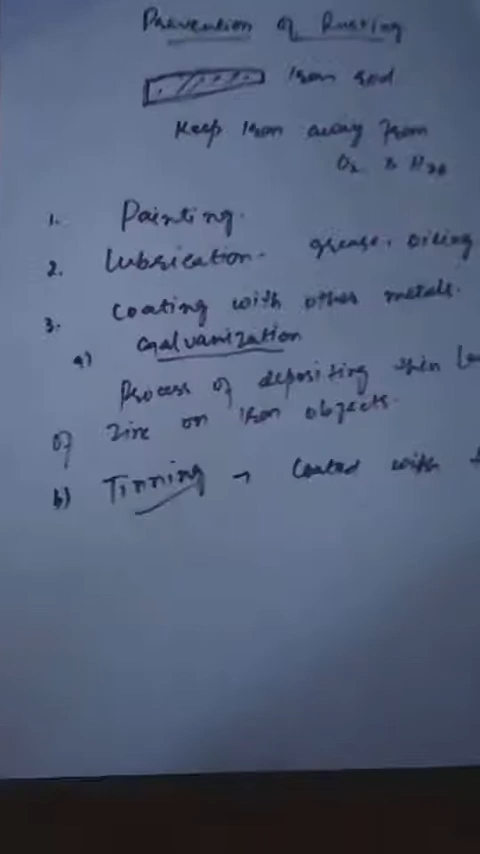 Prevention of Rusting
Iron rod
Keep Iron away from
O2 & H2O
1. Painting.
2. Lubrication. grease, oiling
3. Coating with other metals.
a) Galvanization
Process of depositing thin
of Zinc on Iron objects.
b) Tinning → Coated with